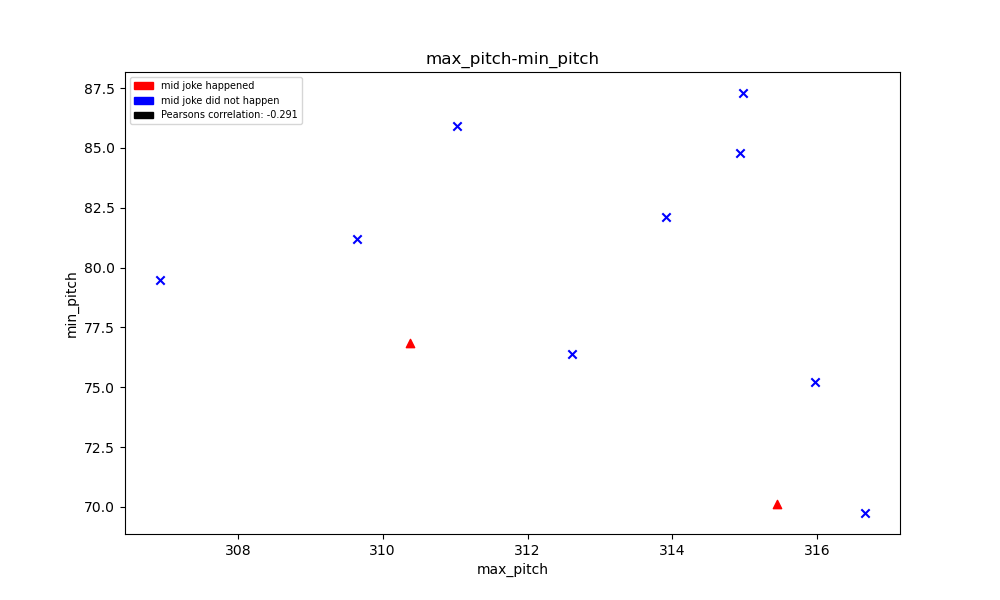 max_pitch-min_pitch
mid joke happened
mid joke did not happen
Pearsons correlation: -0.291
87.5
85.0
82.5
80.0
77.5
75.0
72.5
70.0
min_pitch
308 310 312 314 316
max_pitch